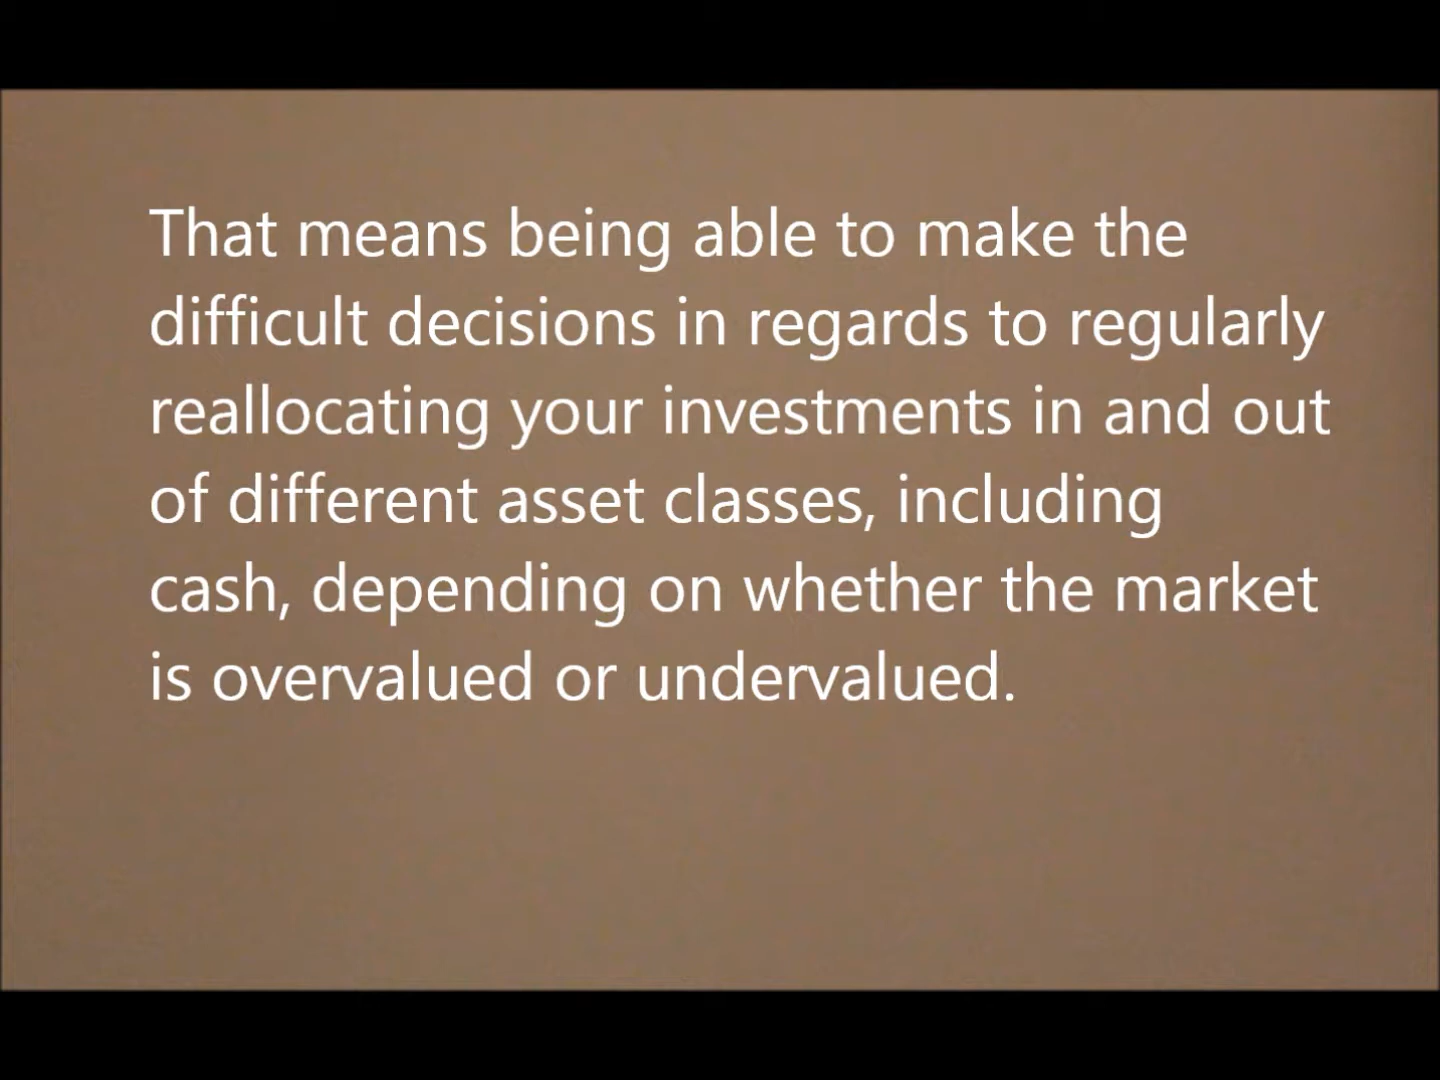 That means being able to make the
difficult decisions in regards to regularly
reallocating your investments in and out
of different asset classes, including
cash, depending on whether the market
is overvalued or undervalued.